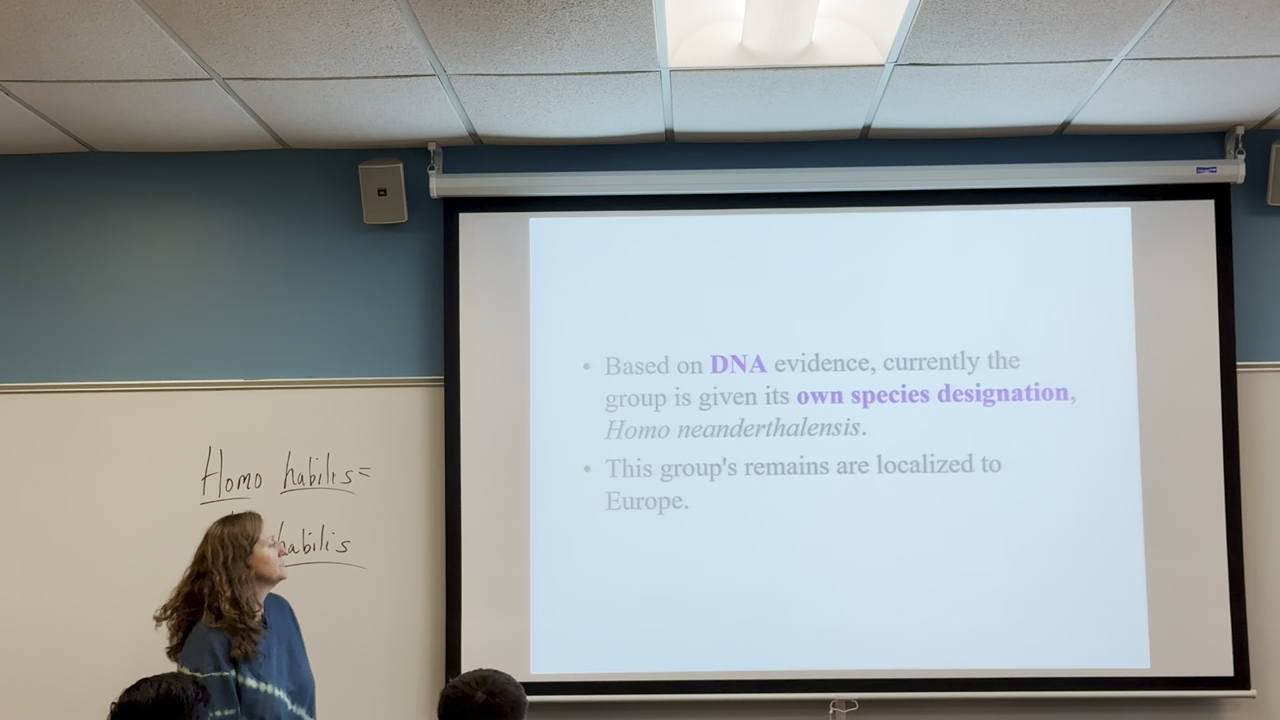 Based on DNA evidence, currently the
group is given its own species designation,
Homo neanderthalensis.
This group's remains are localized to
Europe.
Homo habilis=
habilis